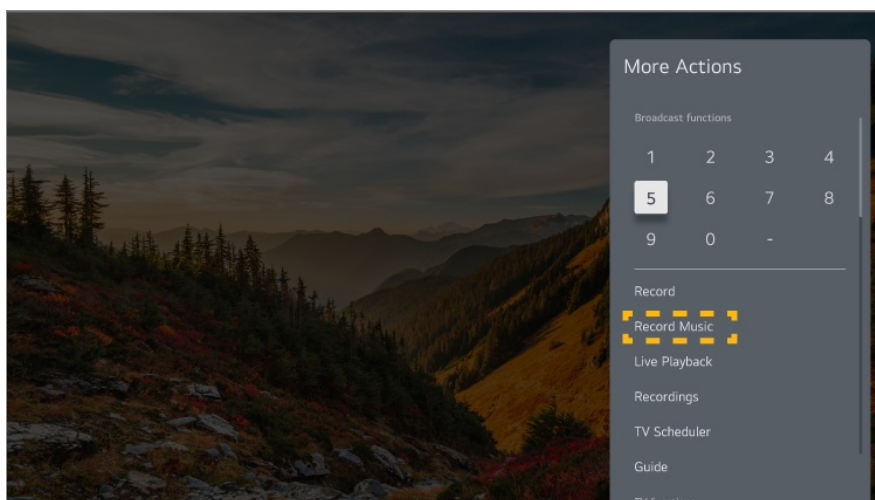 More Actions
Broadcast functions
1 2 3 4
5 6 7 8
9 0 -
Record
Record Music
Live Playback
Recordings
TV Scheduler
Guide